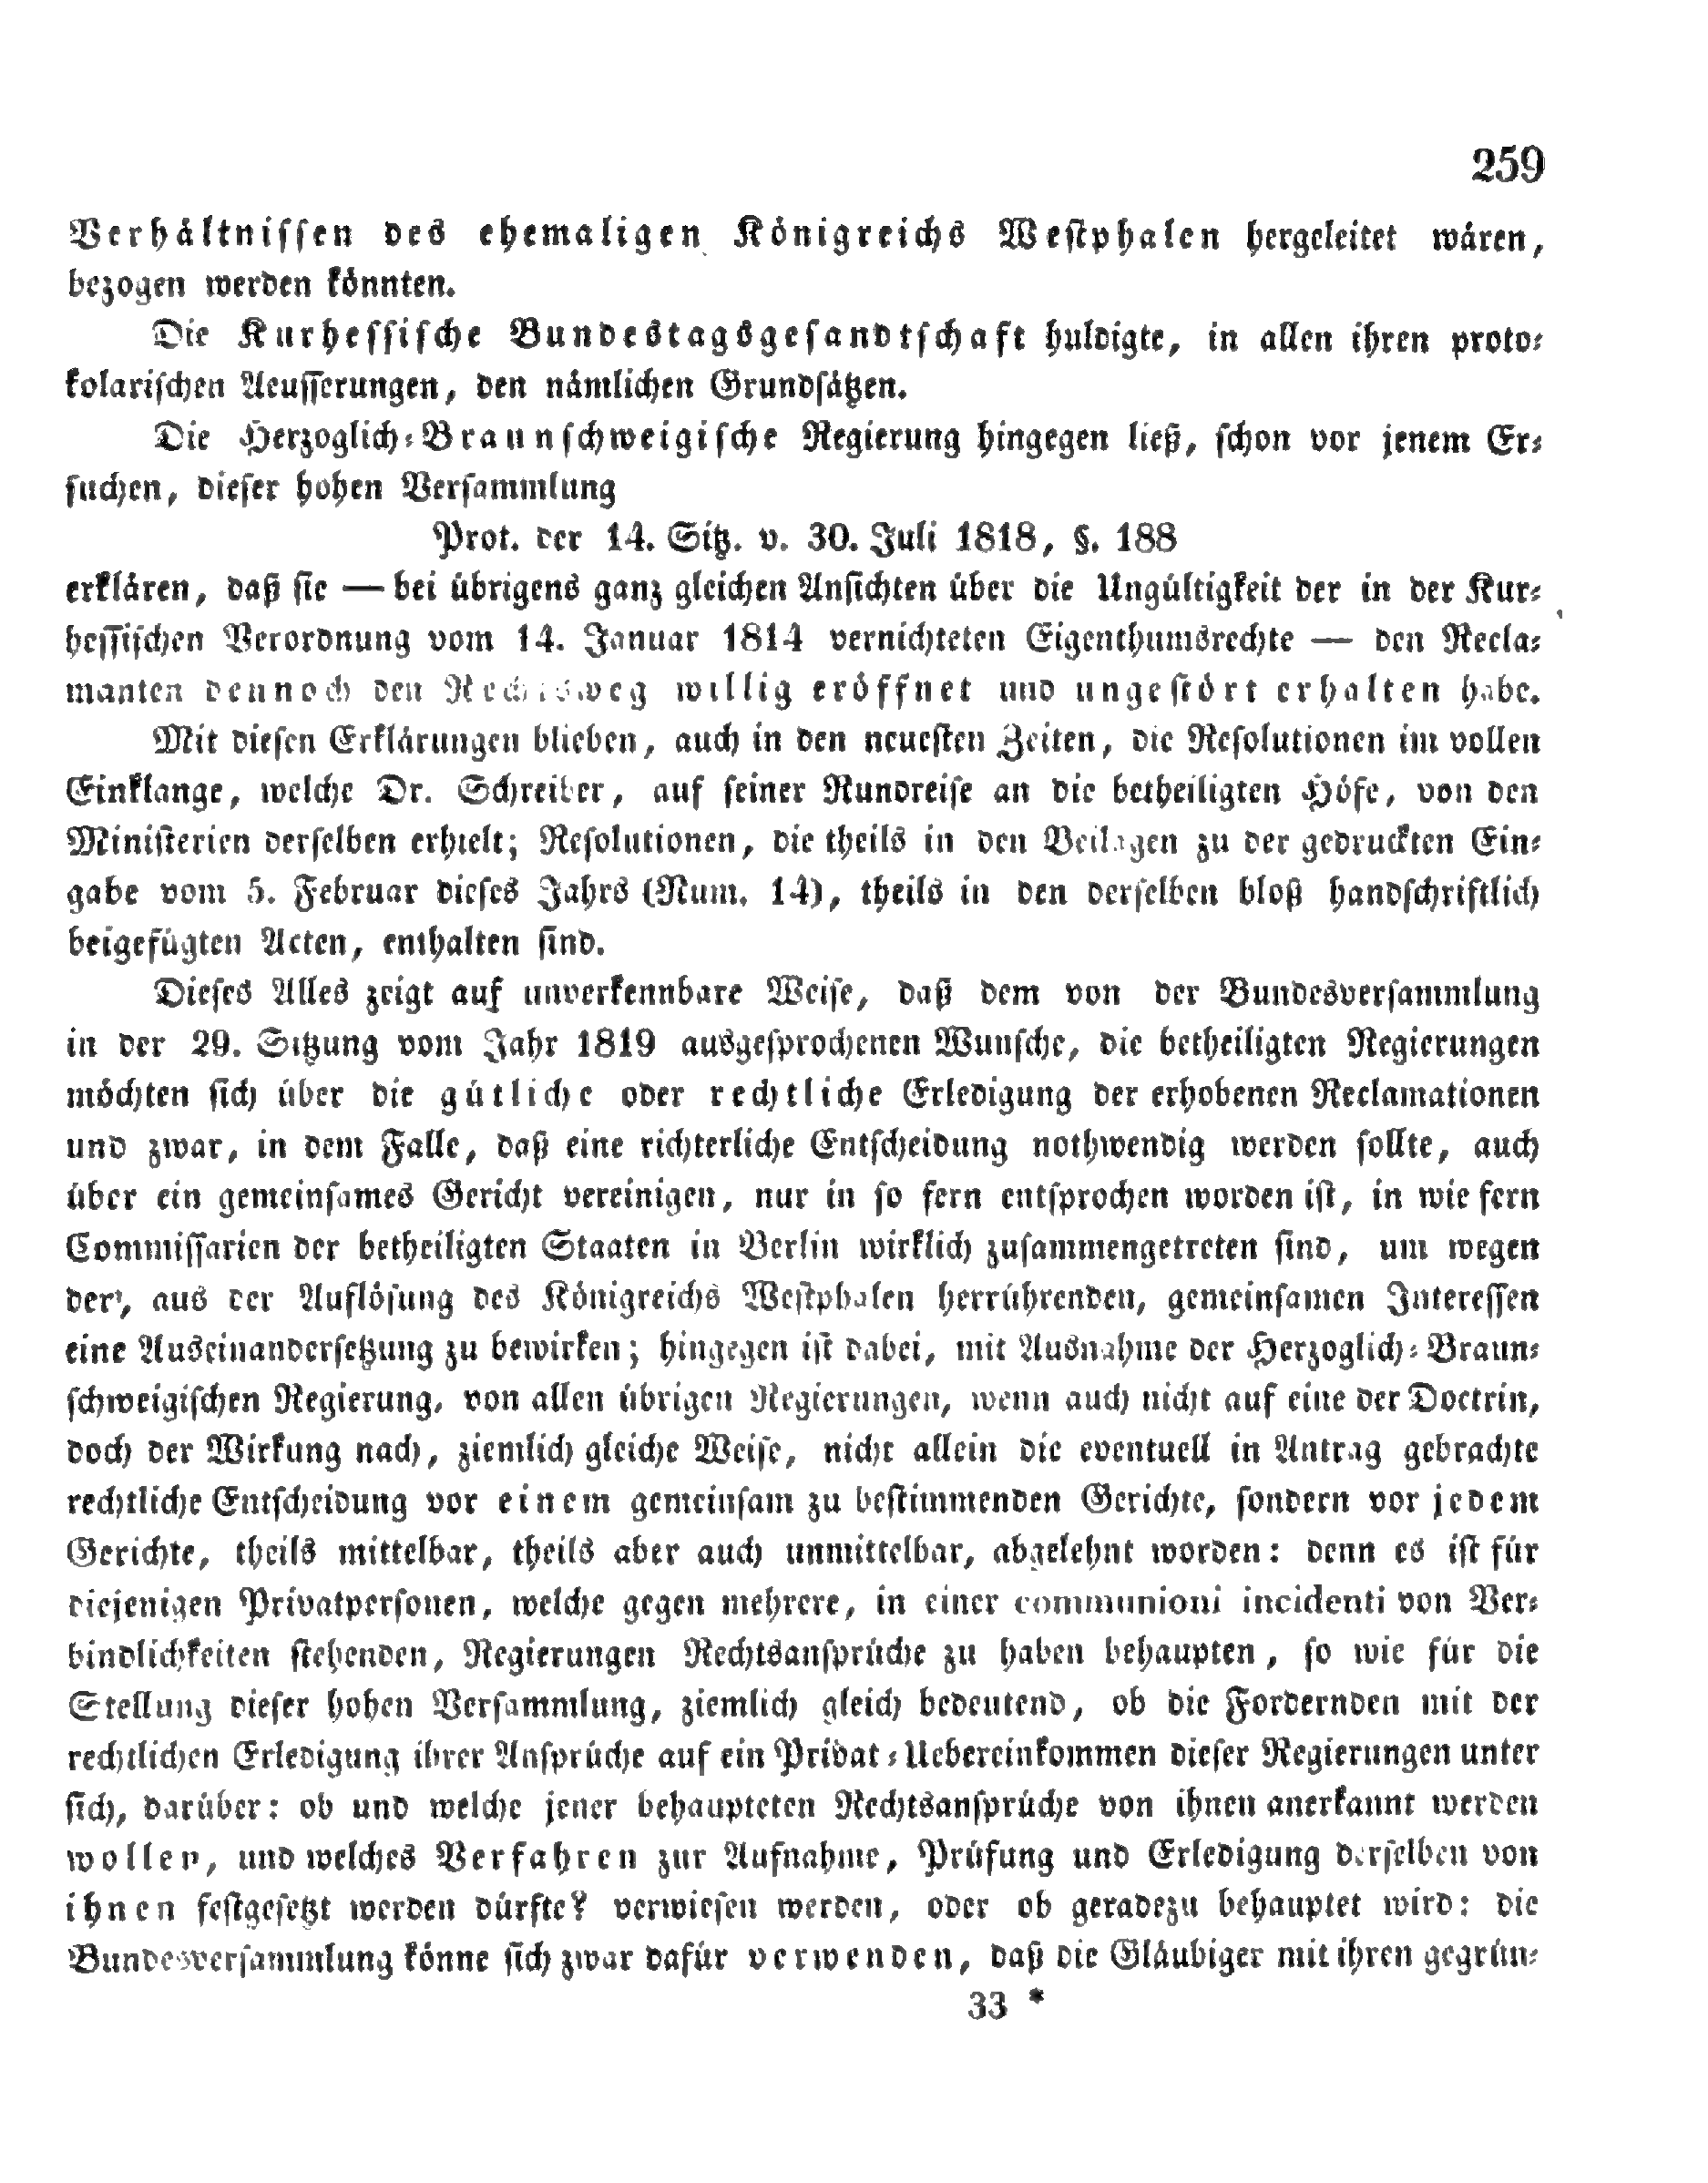 259
Verhältnissen des ehemaligen Königreichs Westphalen hergeleitet wären,
bezogen werden könnten.
Die Kurhessische Bundestagsgesandtschaft huldigte, in allen ihren proto-
kolarischen Aeusserungen, den nämlichen Grundsätzen.
Die Herzoglich-Braunschweigische Regierung hingegen ließ, schon vor jenem Er-
suchen, dieser hohen Versammlung
Prot. der 14. Sitz. v. 30. Juli 1818, §. 188
erklären, daß sie — bei übrigens ganz gleichen Ansichten über die Ungültigkeit der in der Kur-
hessischen Verordnung vom 14. Januar 1814 vernichteten Eigenthumsrechte — den Recla-
manten dennoch den Rechtsweg willig eröffnet und ungestört erhalten habe.
Mit diesen Erklärungen blieben, auch in den neuesten Zeiten, die Resolutionen im vollen
Einklange, welche Dr. Schreiber, auf seiner Rundreise an die betheiligten Höfe, von den
Ministerien derselben erhielt; Resolutionen, die theils in den Beilagen zu der gedruckten Ein-
gabe vom 5. Februar dieses Jahrs (Num. 14), theils in den derselben bloß handschriftlich
beigefügten Acten, enthalten sind.
Dieses Alles zeigt auf unverkennbare Weise, daß dem von der Bundesversammlung
in der 29. Sitzung vom Jahr 1819 ausgesprochenen Wunsche, die betheiligten Regierungen
möchten sich über die gütliche oder rechtliche Erledigung der erhobenen Reclamationen
und zwar, in dem Falle, daß eine richterliche Entscheidung nothwendig werden sollte, auch
über ein gemeinsames Gericht vereinigen, nur in so fern entsprochen worden ist, in wie fern
Commissarien der betheiligten Staaten in Berlin wirklich zusammengetreten sind, um wegen
der, aus der Auflösung des Königreichs Westphalen herrührenden, gemeinsamen Interessen
eine Auseinandersetzung zu bewirken; hingegen ist dabei, mit Ausnahme der Herzoglich-Braun-
schweigischen Regierung, von allen übrigen Regierungen, wenn auch nicht auf eine der Doctrin,
doch der Wirkung nach, ziemlich gleiche Weise, nicht allein die eventuell in Antrag gebrachte
rechtliche Entscheidung vor einem gemeinsam zu bestimmenden Gerichte, sondern vor jedem
Gerichte, theils mittelbar, theils aber auch unmittelbar, abgelehnt worden: denn es ist für
diejenigen Privatpersonen, welche gegen mehrere, in einer communioni incidenti von Ver-
bindlichkeiten stehenden, Regierungen Rechtsansprüche zu haben behaupten, so wie für die
Stellung dieser hohen Versammlung, ziemlich gleich bedeutend, ob die Fordernden mit der
rechtlichen Erledigung ihrer Ansprüche auf ein Privat-Uebereinkommen dieser Regierungen unter
sich, darüber: ob und welche jener behaupteten Rechtsansprüche von ihnen anerkannt werden
wollen, und welches Verfahren zur Aufnahme, Prüfung und Erledigung derselben von
ihnen festgesetzt werden dürfte? verwiesen werden, oder ob geradezu behauptet wird: die
Bundesversammlung könne sich zwar dafür verwenden, daß die Gläubiger mit ihren gegrün-
33 *